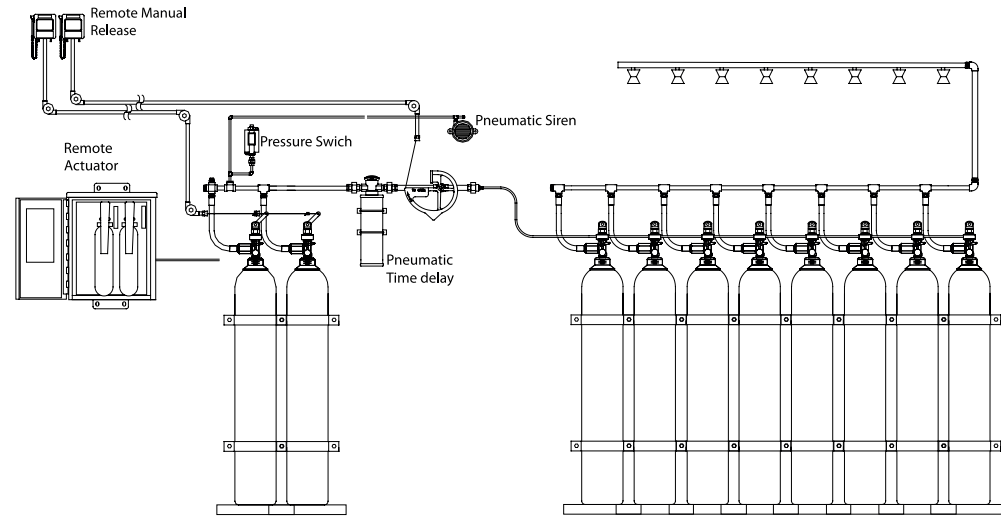 Remote Manual
Release
Pneumatic Siren
Pressure Swich
Remote
Actuator
Pneumatic
Time delay